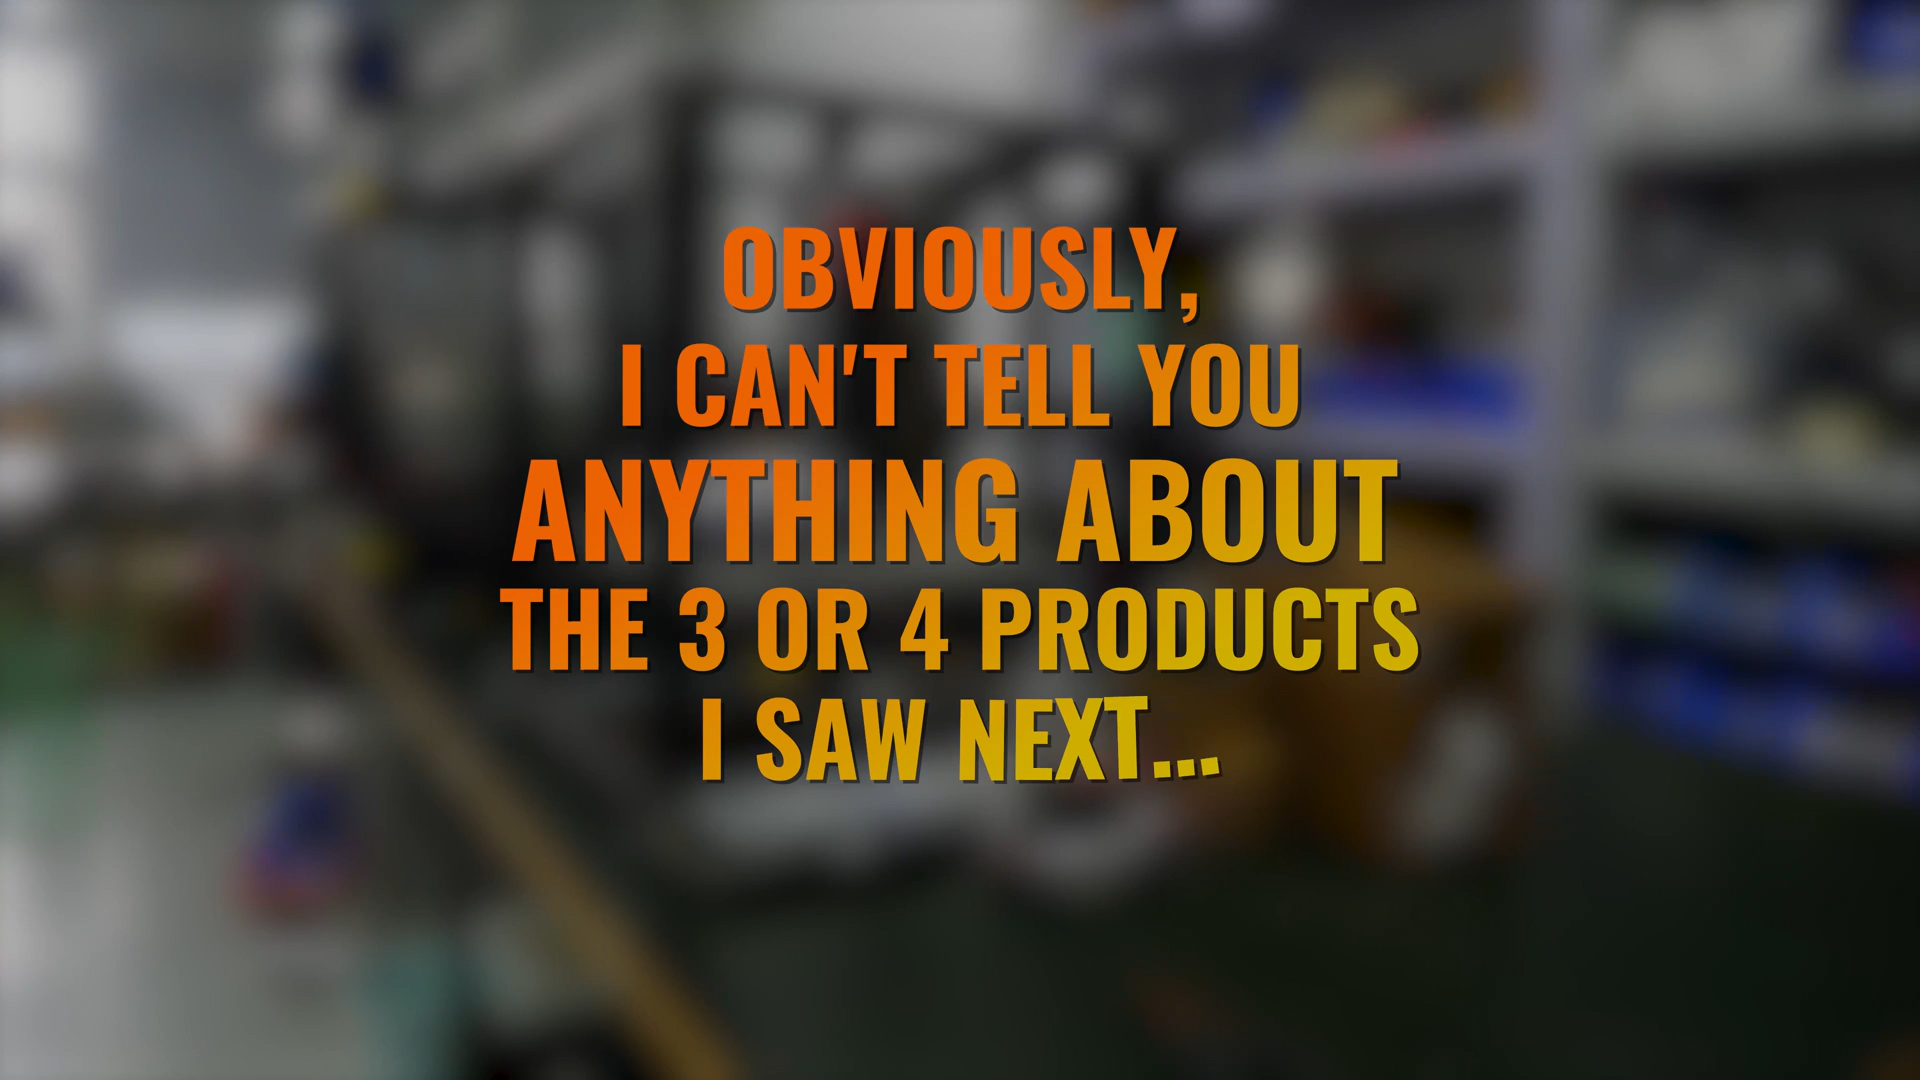 OBVIOUSLY,
I CAN'T TELL YOU
ANYTHING ABOUT
THE 3 OR 4 PRODUCTS
I SAW NEXT...